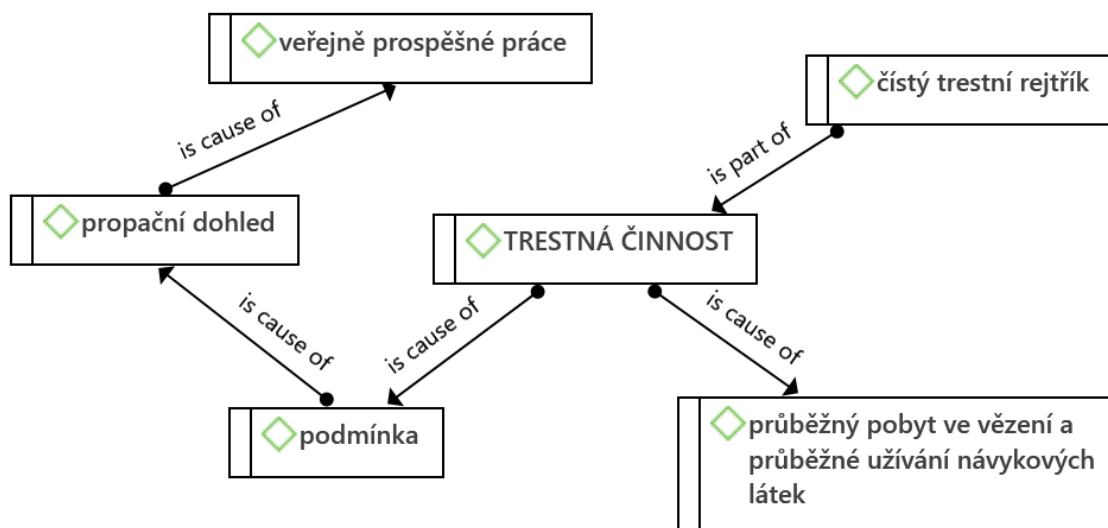 veřejně prospěšné práce
čístý trestní rejtřík
is cause of
is part of
propační dohled
TRESTNÁ ČINNOST
is cause of
is cause of
is cause of
podmínka
průběžný pobyt ve vězení a
průběžné užívání návykových
látek